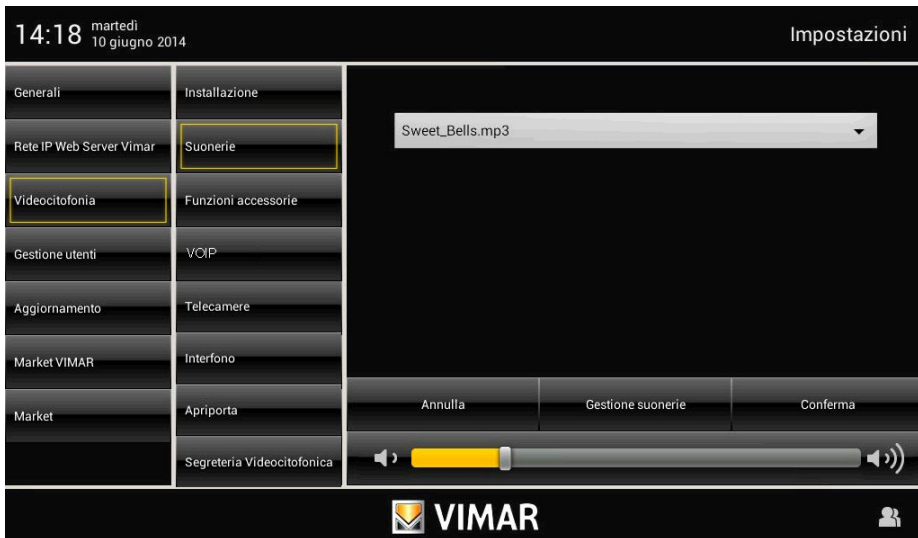 14:18
martedì
10 giugno 2014
Impostazioni
Generali
Rete IP Web Server Vimar
Videocitofonia
Gestione utenti
Aggiornamento
Market VIMAR
Market
Installazione
Suonerie
Funzioni accessorie
VOIP
Telecamere
Interfono
Apriporta
Segreteria Videocitofonica
Sweet_Bells.mp3
Annulla
Gestione suonerie
Conferma
VIMAR